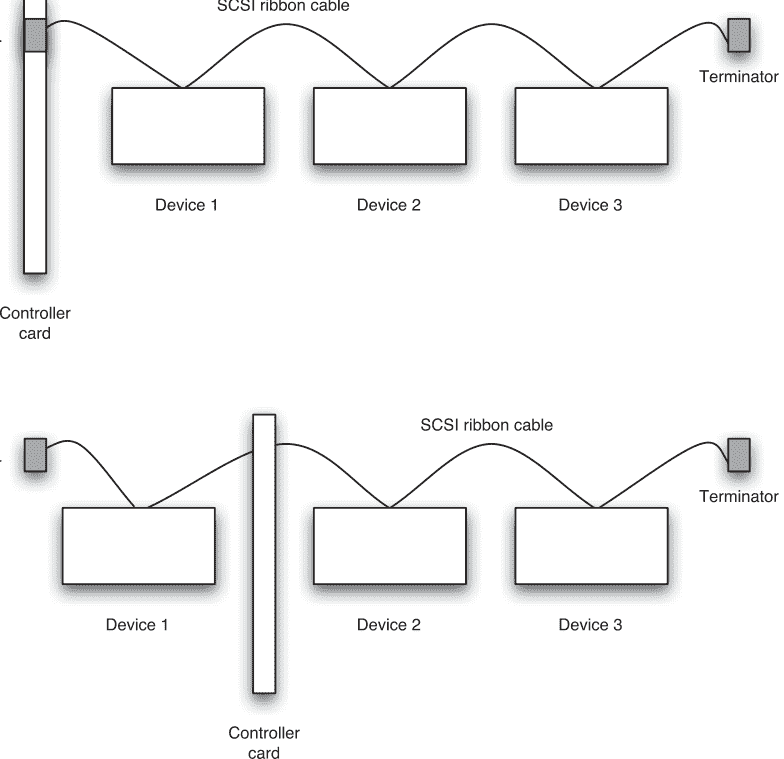 SCSI ribbon cable
Terminator
Device 1
Device 2
Device 3
Controller
card
SCSI ribbon cable
Terminator
Device 1
Device 2
Device 3
Controller
card